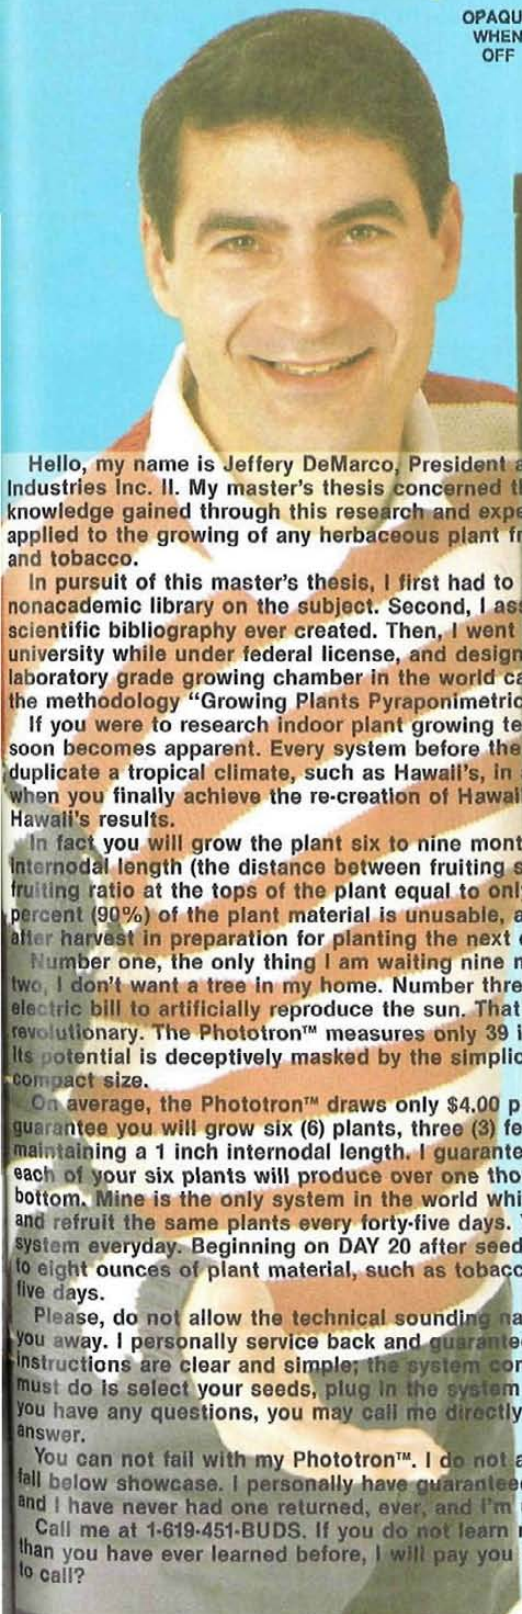 OPAQU
WHEN
OFF
Hello, my name is Jeffery DeMarco, President a
Industries Inc. II. My master's thesis concerned t
knowledge gained through this research and expe
applied to the growing of any herbaceous plant fr
and tobacco.
In pursuit of this master's thesis, I first had to
nonacademic library on the subject. Second, I as
scientific bibliography ever created. Then, I went
university while under federal license, and design
laboratory grade growing chamber in the world ca
the methodology “Growing Plants Pyraponimetric
If you were to research indoor plant growing te
soon becomes apparent. Every system before the
duplicate a tropical climate, such as Hawaii's, in
when you finally achieve the re-creation of Hawai
Hawaii's results.
In fact you will grow the plant six to nine mont
internodal length (the distance between fruiting s
fruiting ratio at the tops of the plant equal to onl
percent (90%) of the plant material is unusable, a
after harvest in preparation for planting the next
Number one, the only thing I am waiting nine m
two, I don't want a tree in my home. Number thre
electric bill to artificially reproduce the sun. That
revolutionary. The Phototron™ measures only 39 i
Its potential is deceptively masked by the simplic
compact size.
On average, the Phototron™ draws only $4.00 p
guarantee you will grow six (6) plants, three (3) fe
maintaining a 1 inch internodal length. I guarante
each of your six plants will produce over one tho
bottom. Mine is the only system in the world whi
and refruit the same plants every forty-five days.
system everyday. Beginning on DAY 20 after seed
to eight ounces of plant material, such as tobacc
five days.
Please, do not allow the technical sounding na
you away. I personally service back and guarante
instructions are clear and simple; the system con
must do is select your seeds, plug in the system
you have any questions, you may call me directly
answer.
You can not fail with my Phototron™. I do not a
fall below showcase. I personally have guarantee
and I have never had one returned, ever, and I'm
Call me at 1-619-451-BUDS. If you do not learn
than you have ever learned before, I will pay you
to call?